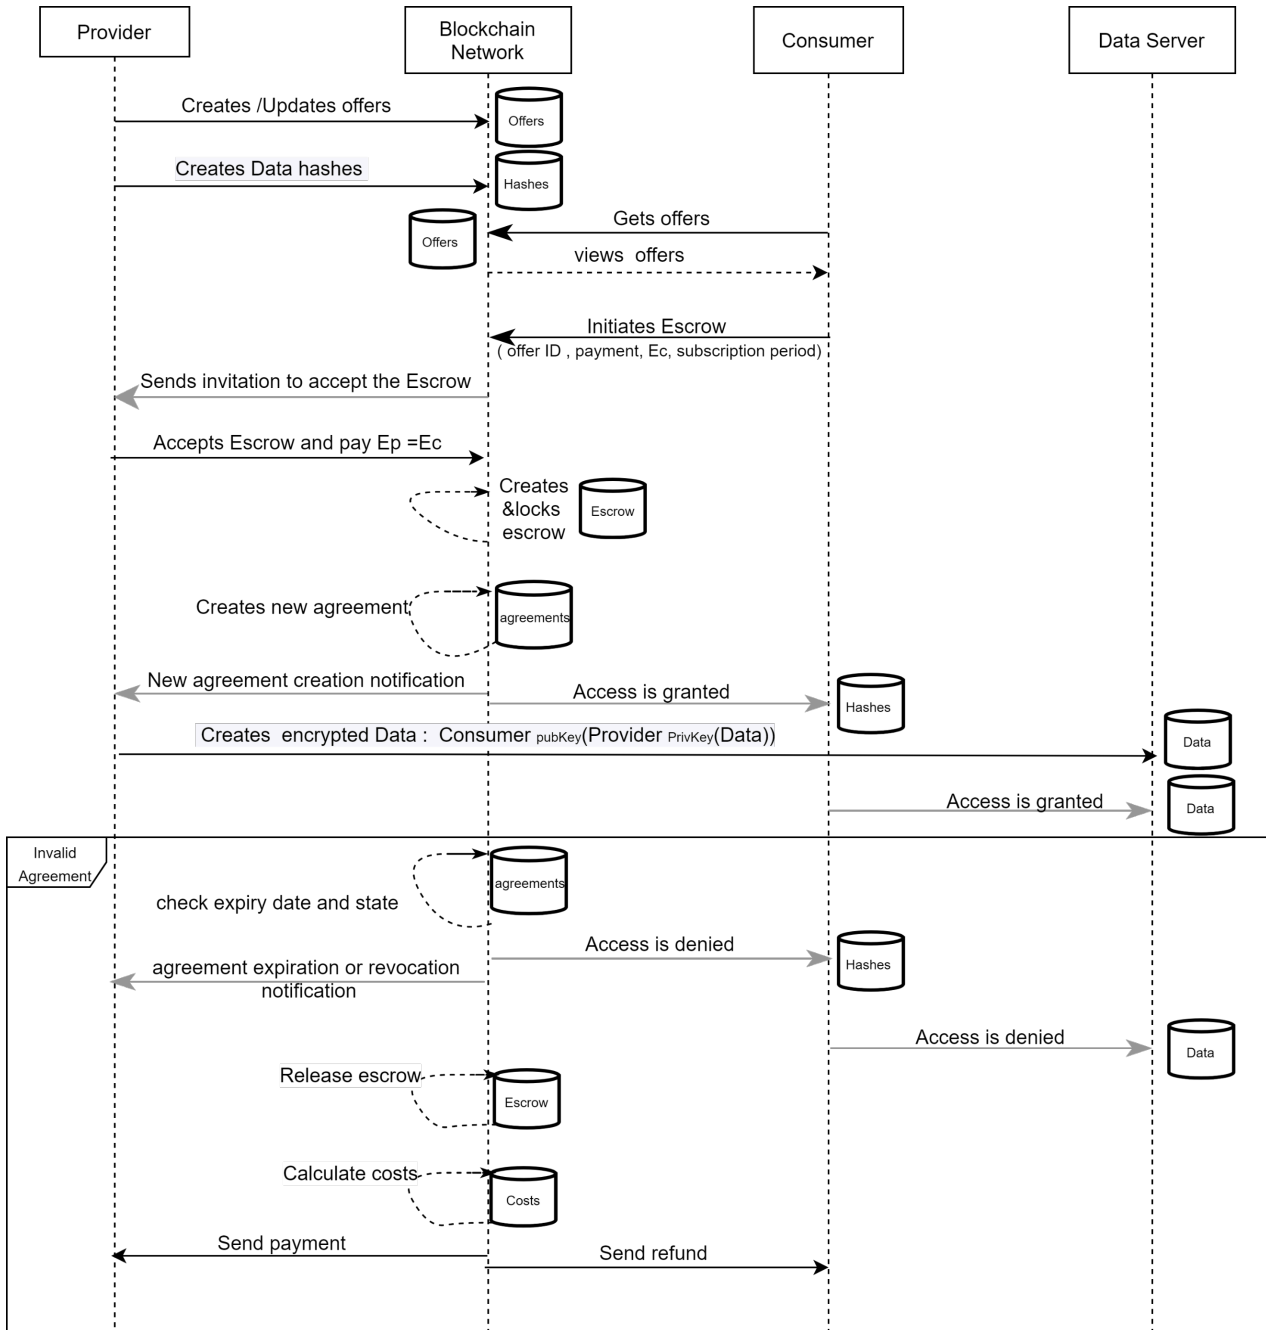 Provider
Blockchain
Network
Consumer
Data Server
Creates /Updates offers
Offers
Creates Data hashes
Hashes
Gets offers
Offers
views offers
Initiates Escrow
( offer ID , payment, Ec, subscription period)
Sends invitation to accept the Escrow
Accepts Escrow and pay Ep =Ec
Creates
&locks
escrow
Escrow
Creates new agreement
agreements
New agreement creation notification
Access is granted
Hashes
Creates encrypted Data : Consumer pubKey(Provider PrivKey(Data))
Data
Access is granted
Data
Invalid
Agreement
agreements
check expiry date and state
Access is denied
Hashes
agreement expiration or revocation
notification
Access is denied
Data
Release escrow
Escrow
Calculate costs
Costs
Send payment
Send refund